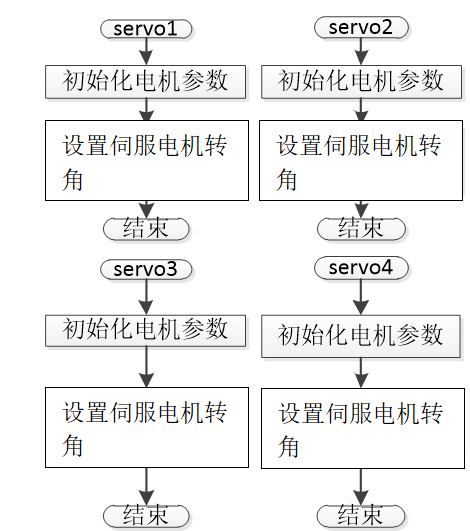 servo1
初始化电机参数
设置伺服电机转
角
结束
servo2
初始化电机参数
设置伺服电机转
角
结束
servo3
初始化电机参数
设置伺服电机转
角
结束
servo4
初始化电机参数
设置伺服电机转
角
结束